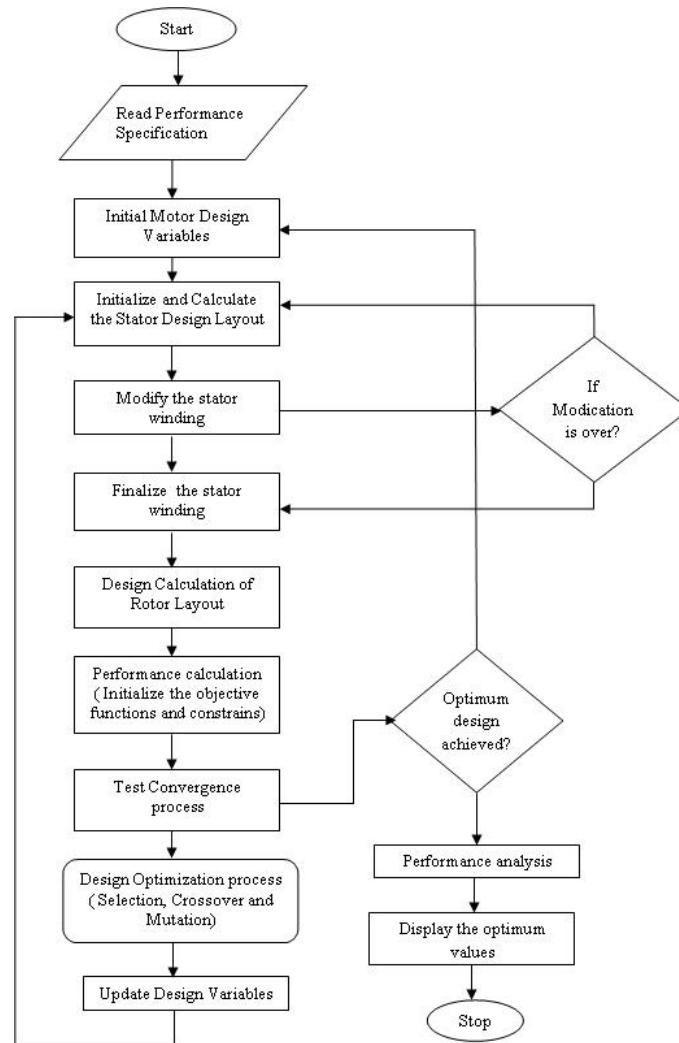 Start
Read Performance
Specification
Initial Motor Design
Variables
Initialize and Calculate
the Stator Design Layout
Modify the stator
winding
If
Modication
is over?
Finalize the stator
winding
Design Calculation of
Rotor Layout
Performance calculation
( Initialize the objective
functions and constrains)
Optimum
design
achieved?
Test Convergence
process
Design Optimization process
( Selection, Crossover and
Mutation)
Update Design Variables
Performance analysis
Display the optimum
values
Stop